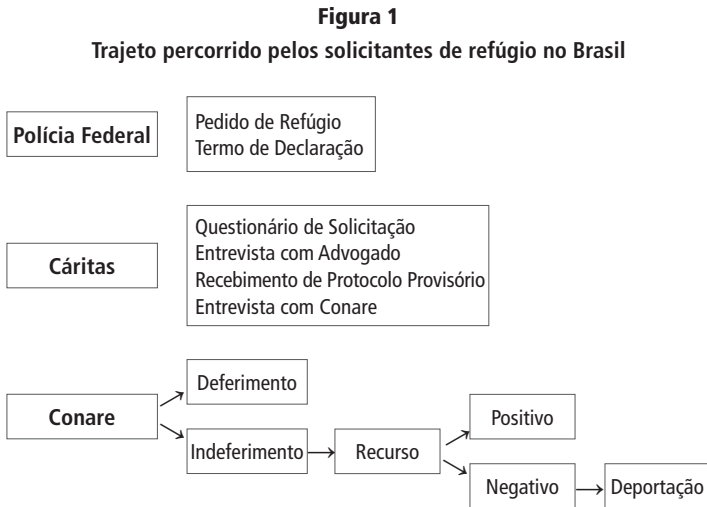 Figura 1
Trajeto percorrido pelos solicitantes de refúgio no Brasil
Polícia Federal
Pedido de Refúgio
Termo de Declaração
Cáritas
Questionário de Solicitação
Entrevista com Advogado
Recebimento de Protocolo Provisório
Entrevista com Conare
Conare
Deferimento
Indeferimento
Recurso
Positivo
Negativo
Deportação